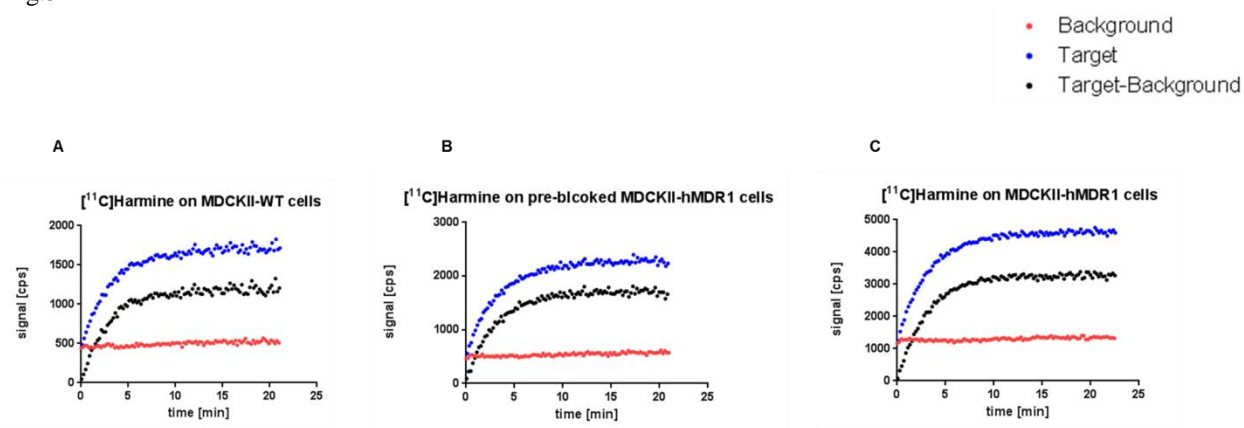 Background
Target
Target-Background
A
B
C
[¹¹C]Harmine on MDCKII-WT cells
2000
1500
1000
500
0
signal [cps]
0 5 10 15 20 25
time [min]
[¹¹C]Harmine on pre-blcoked MDCKII-hMDR1 cells
3000
2000
1000
0
signal [cps]
0 5 10 15 20 25
time [min]
[¹¹C]Harmine on MDCKII-hMDR1 cells
5000
4000
3000
2000
1000
0
signal [cps]
0 5 10 15 20 25
time [min]